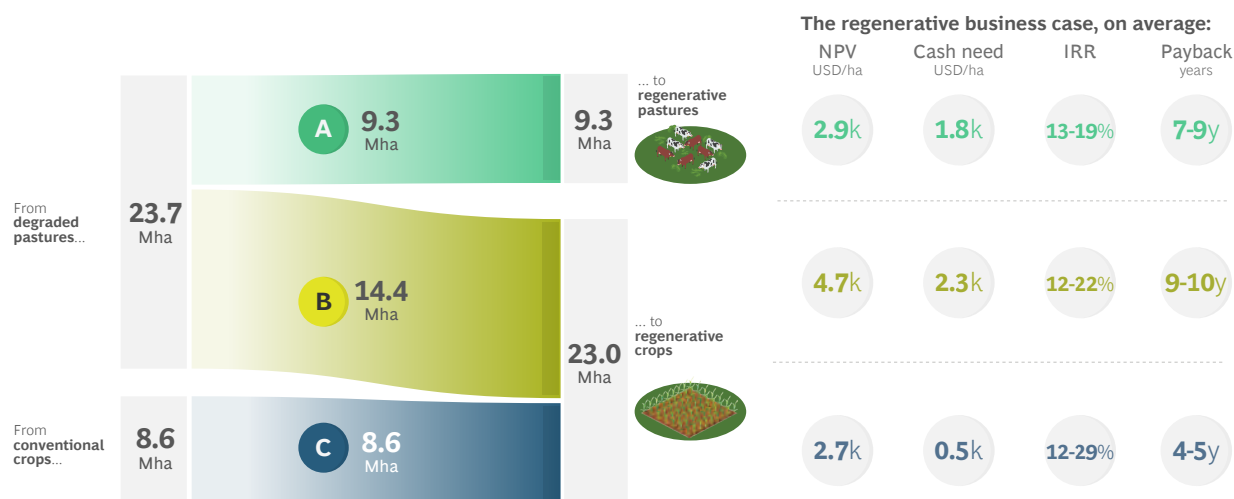 The regenerative business case, on average:
NPV
USD/ha
Cash need
USD/ha
IRR
Payback
years
From
degraded
pastures...
23.7
Mha
A
9.3
Mha
9.3
Mha
... to
regenerative
pastures
2.9k
1.8k
13-19%
7-9y
B
14.4
Mha
23.0
Mha
... to
regenerative
crops
4.7k
2.3k
12-22%
9-10y
From
conventional
crops...
8.6
Mha
C
8.6
Mha
2.7k
0.5k
12-29%
4-5y